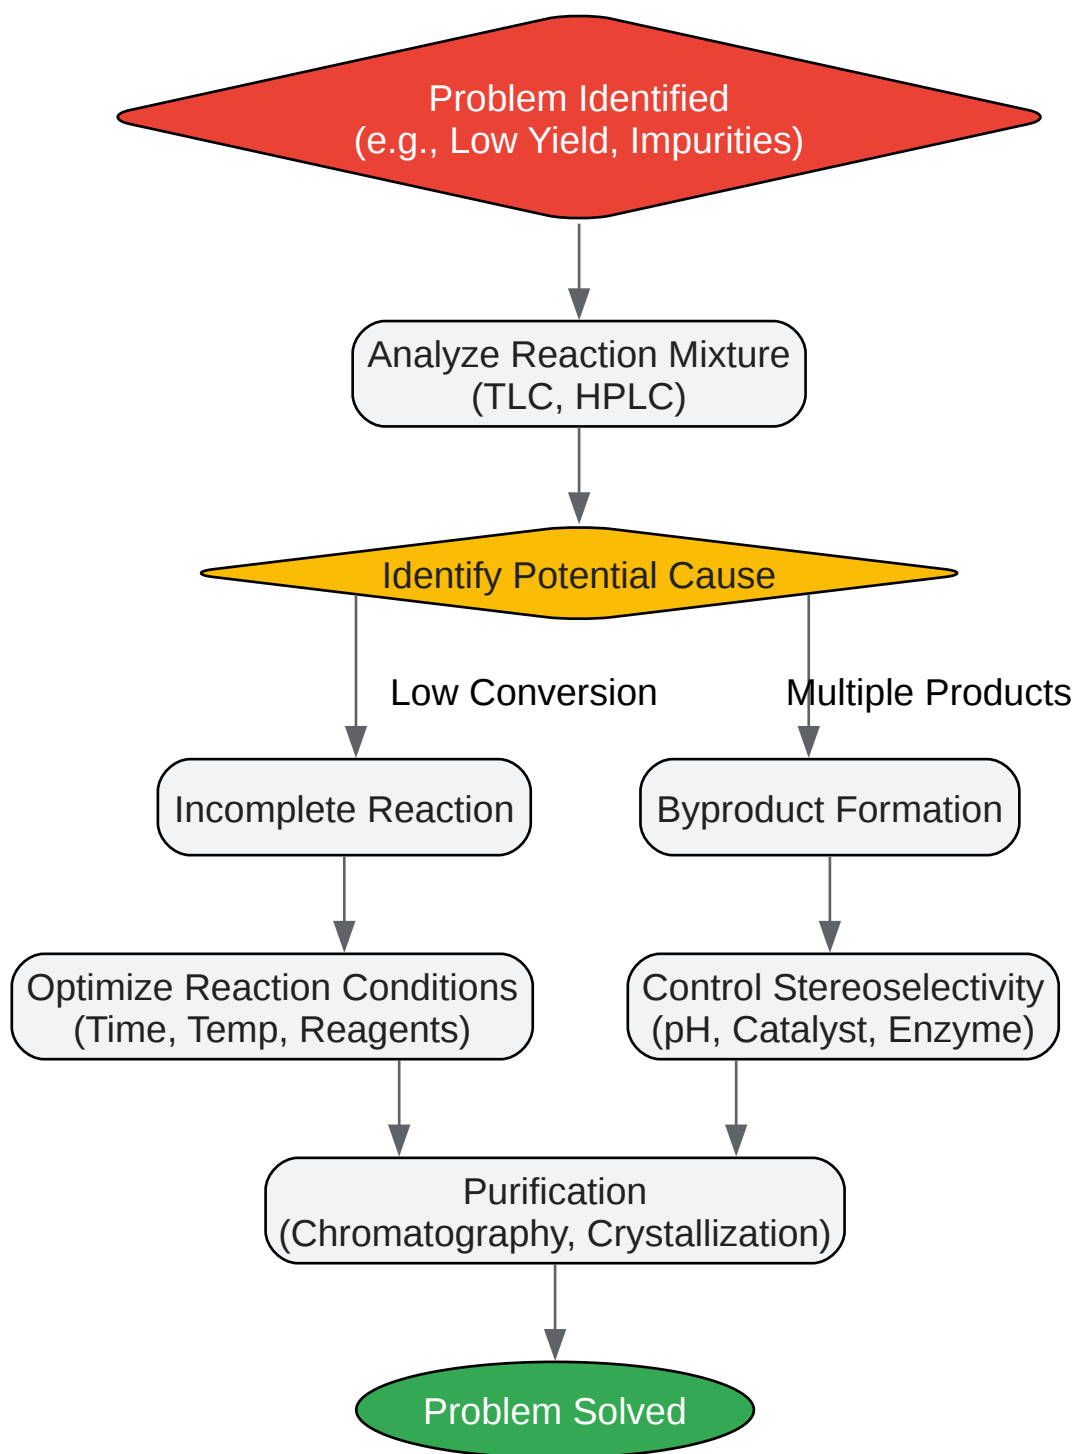 Problem Identified
(e.g., Low Yield, Impurities)
Analyze Reaction Mixture
(TLC, HPLC)
Identify Potential Cause
Low Conversion
Multiple Products
Incomplete Reaction
Byproduct Formation
Optimize Reaction Conditions
(Time, Temp, Reagents)
Control Stereoselectivity
(pH, Catalyst, Enzyme)
Purification
(Chromatography, Crystallization)
Problem Solved